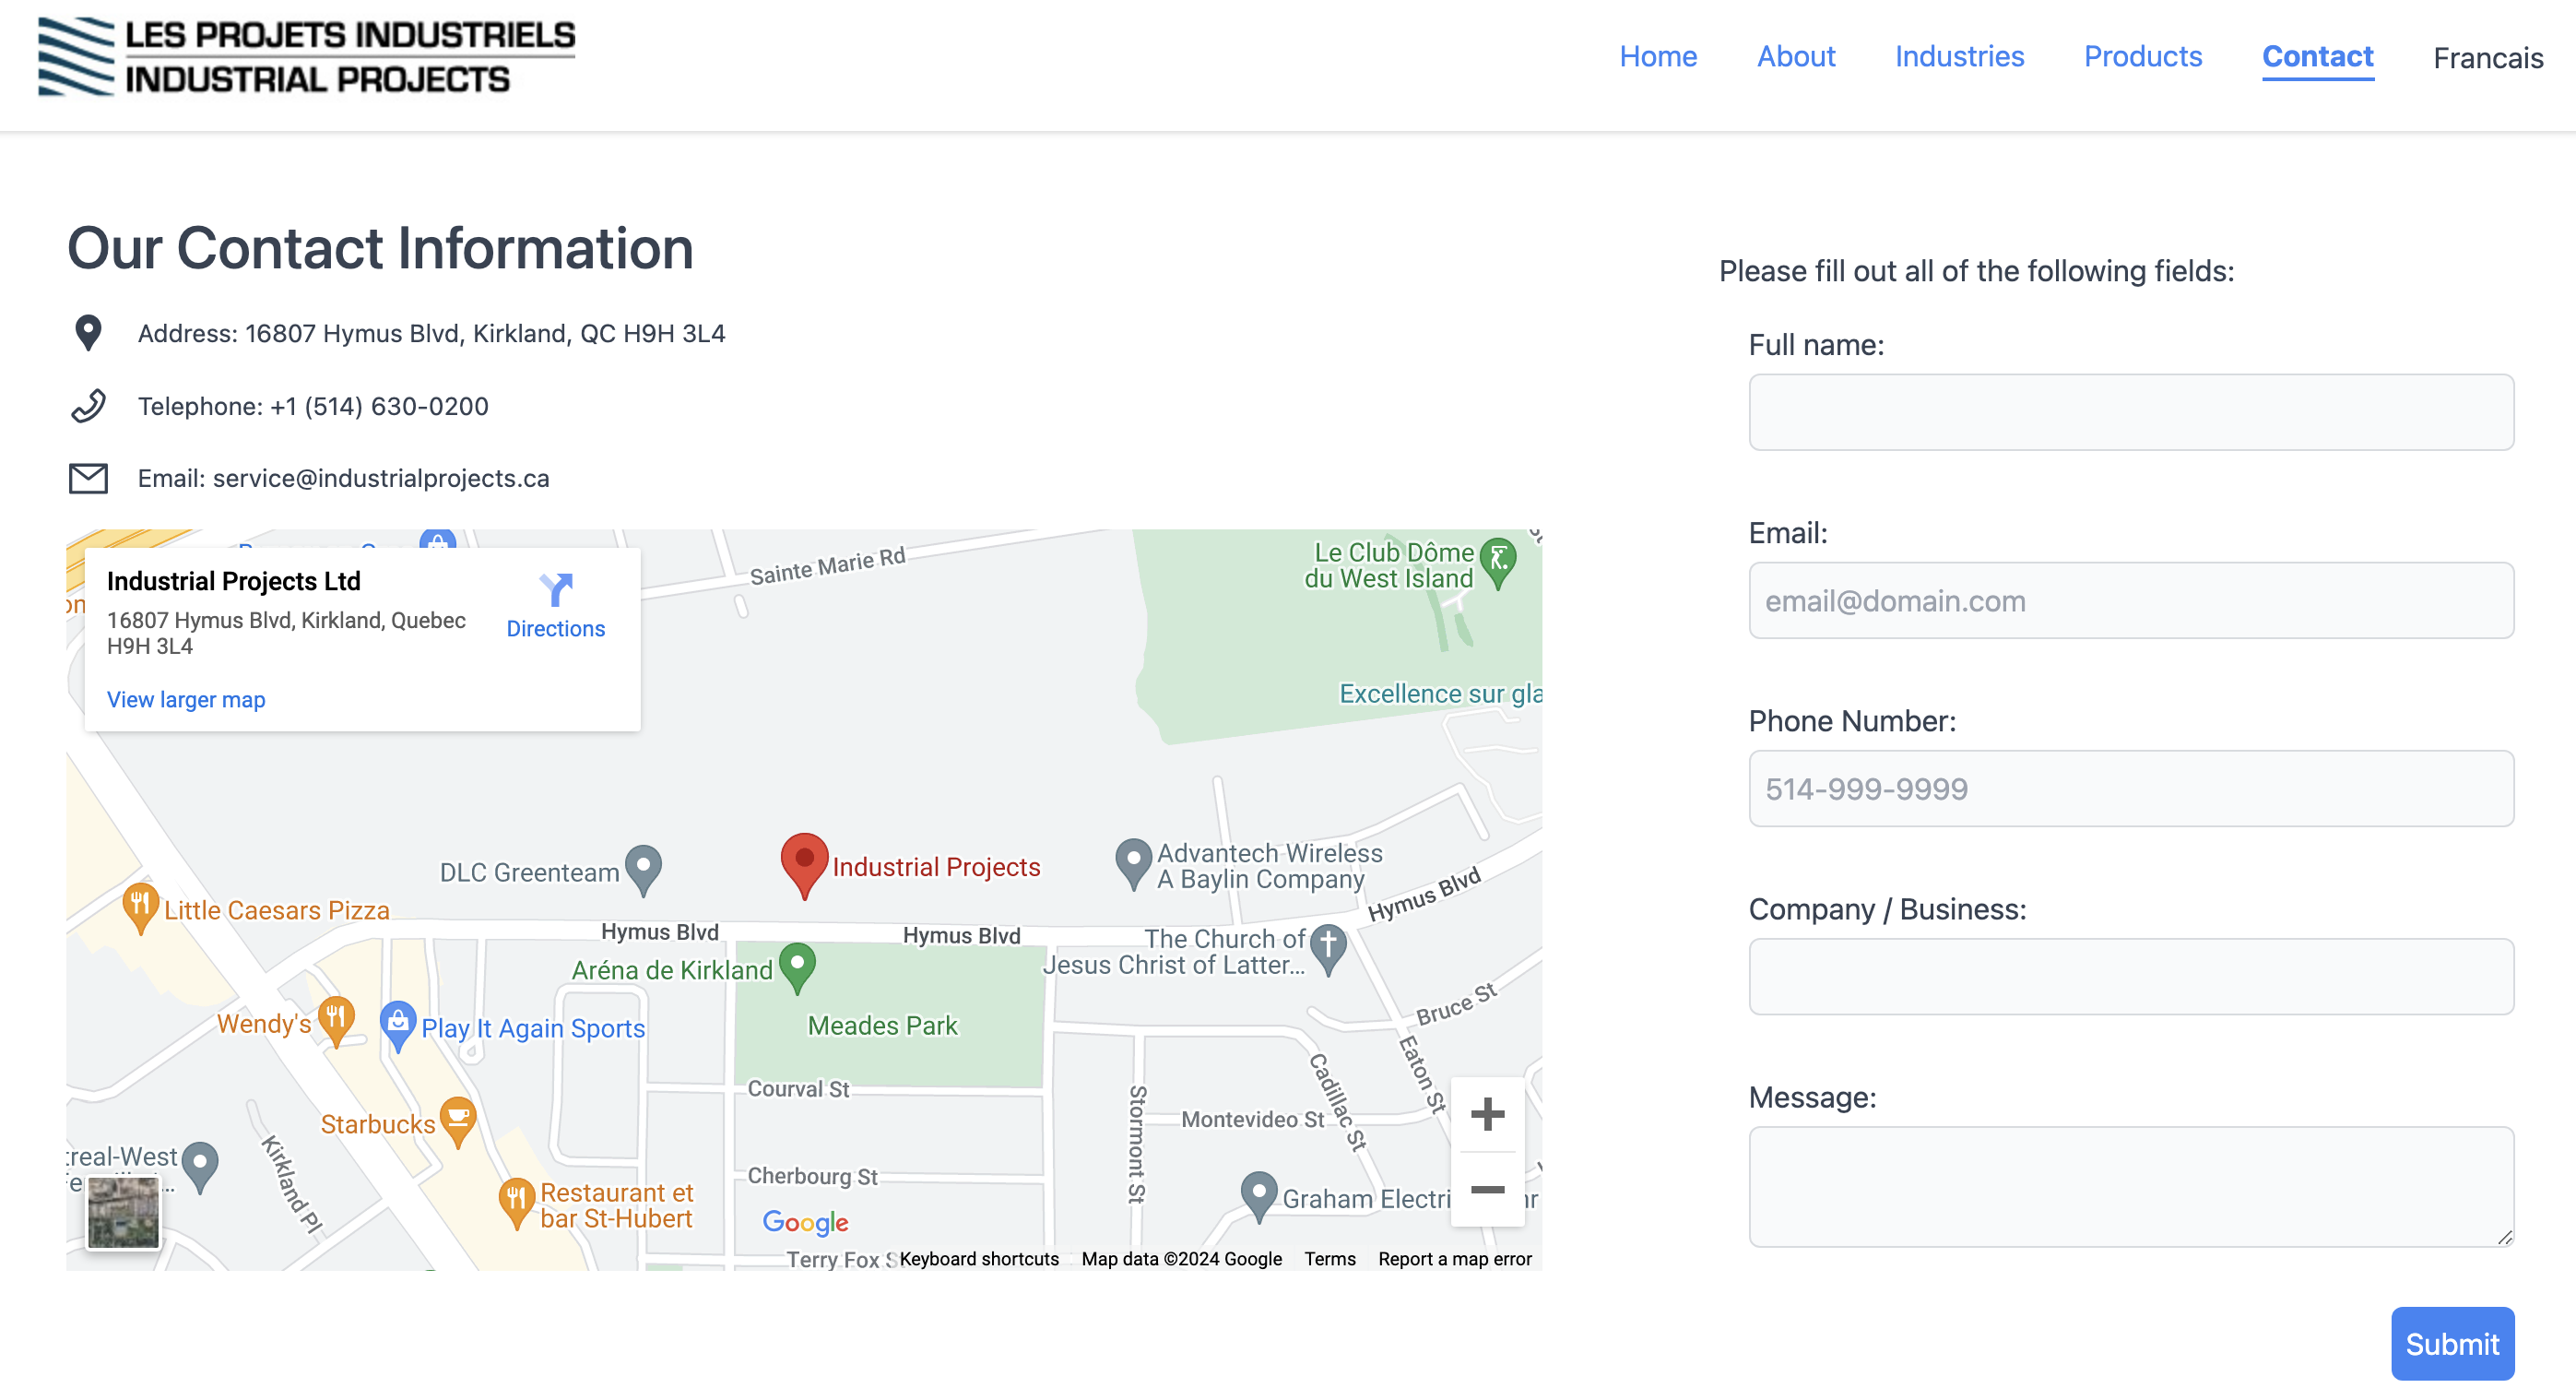 LES PROJETS INDUSTRIELS
INDUSTRIAL PROJECTS
Home About Industries Products Contact Francais
Our Contact Information
Address: 16807 Hymus Blvd, Kirkland, QC H9H 3L4
Telephone: +1 (514) 630-0200
Email: service@industrialprojects.ca
Industrial Projects Ltd
16807 Hymus Blvd, Kirkland, Quebec
H9H 3L4
Directions
View larger map
Sainte Marie Rd
Le Club Dôme
du West Island
Excellence sur gla
DLC Greenteam
Industrial Projects
Advantech Wireless
A Baylin Company
Little Caesars Pizza
Hymus Blvd
Hymus Blvd
Hymus Blvd
Aréna de Kirkland
The Church of
Jesus Christ of Latter...
Meades Park
Wendy's
Play It Again Sports
Bruce St
Eaton St
Cadillac St
Courval St
Stormont St
Montevideo St
Starbucks
Kirkland Pl
treal-West
Cherbourg St
Restaurant et
bar St-Hubert
Graham Electri
Google
Terry Fox S
Keyboard shortcuts Map data ©2024 Google Terms Report a map error
Please fill out all of the following fields:
Full name:
Email:
email@domain.com
Phone Number:
514-999-9999
Company / Business:
Message:
Submit